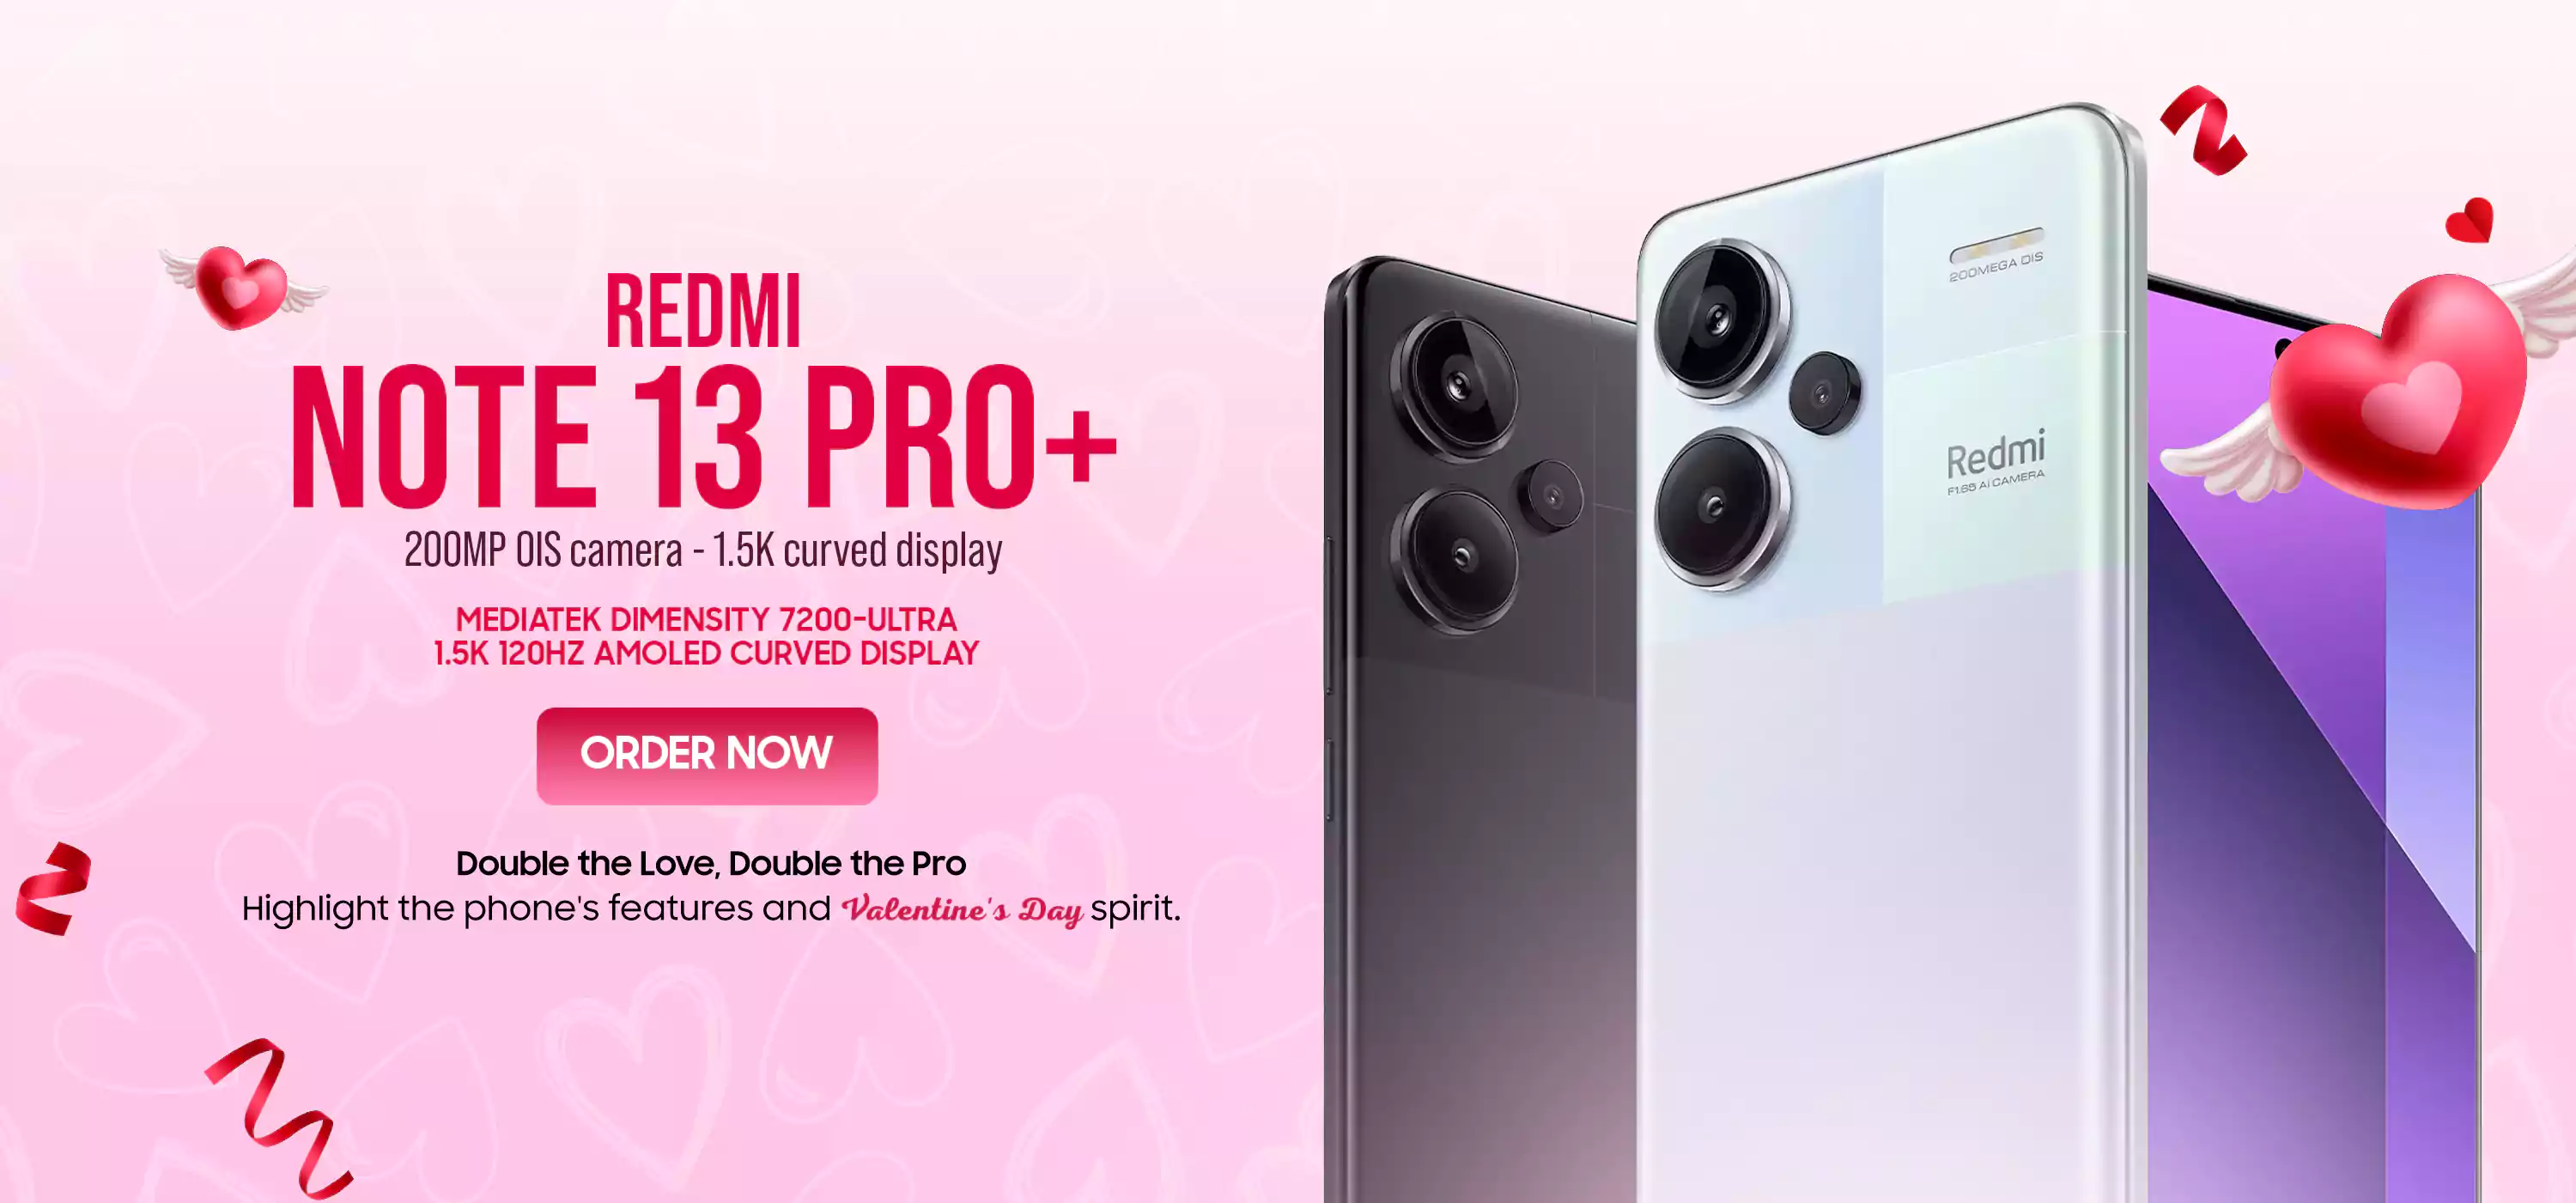 REDMI
NOTE 13 PRO+
200MP OIS camera - 1.5K curved display
MEDIATEK DIMENSITY 7200-ULTRA
1.5K 120HZ AMOLED CURVED DISPLAY
ORDER NOW
Double the Love, Double the Pro
Highlight the phone's features and Valentine's Day spirit.
200MEGA OIS
Redmi
F1.65 AI CAMERA